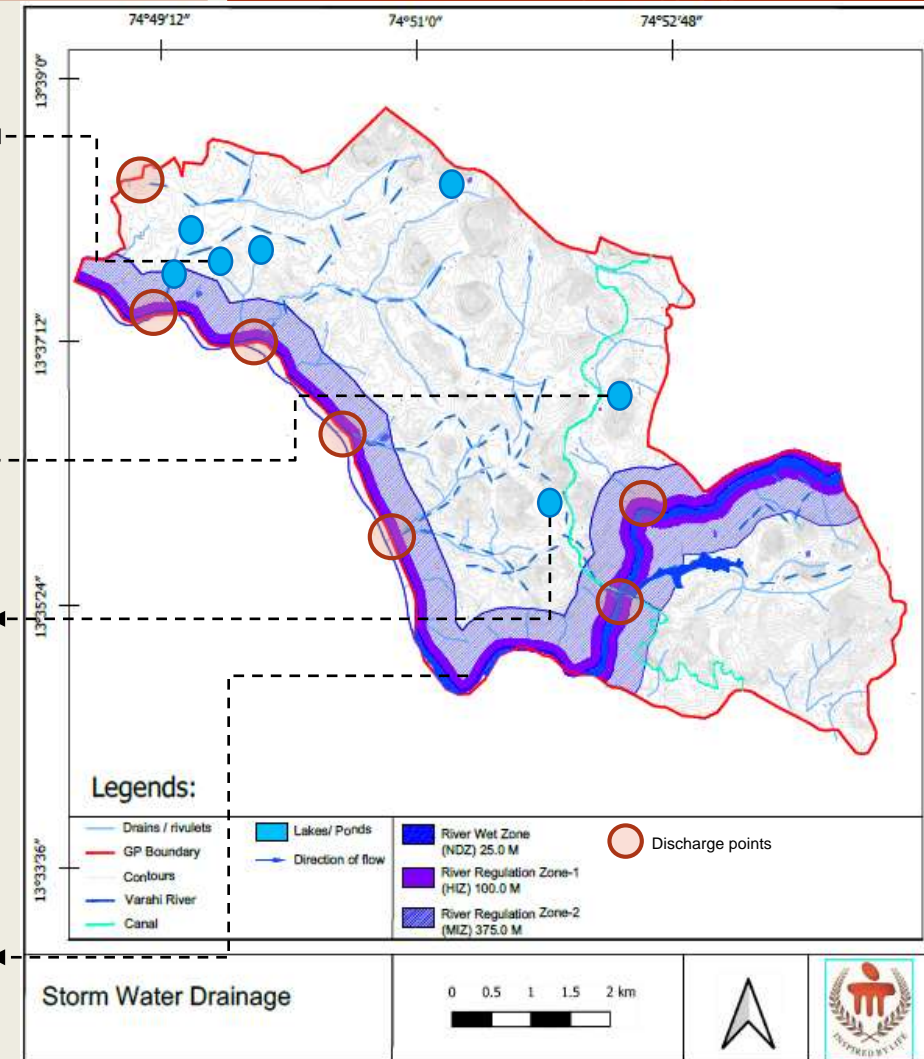 74°49'12"
74°51'0"
74°52'48"
13°39'0"
13°37'12"
13°35'24"
13°33'36"
Legends:
Drains / rivulets
GP Boundary
Contours
Varahi River
Canal
Lakes/ Ponds
Direction of flow
River Wet Zone
(NDZ) 25.0 M
River Regulation Zone-1
(HIZ) 100.0 M
River Regulation Zone-2
(MIZ) 375.0 M
Discharge points
Storm Water Drainage
0 0.5 1 1.5 2 km
INSPIRED BY LIFE